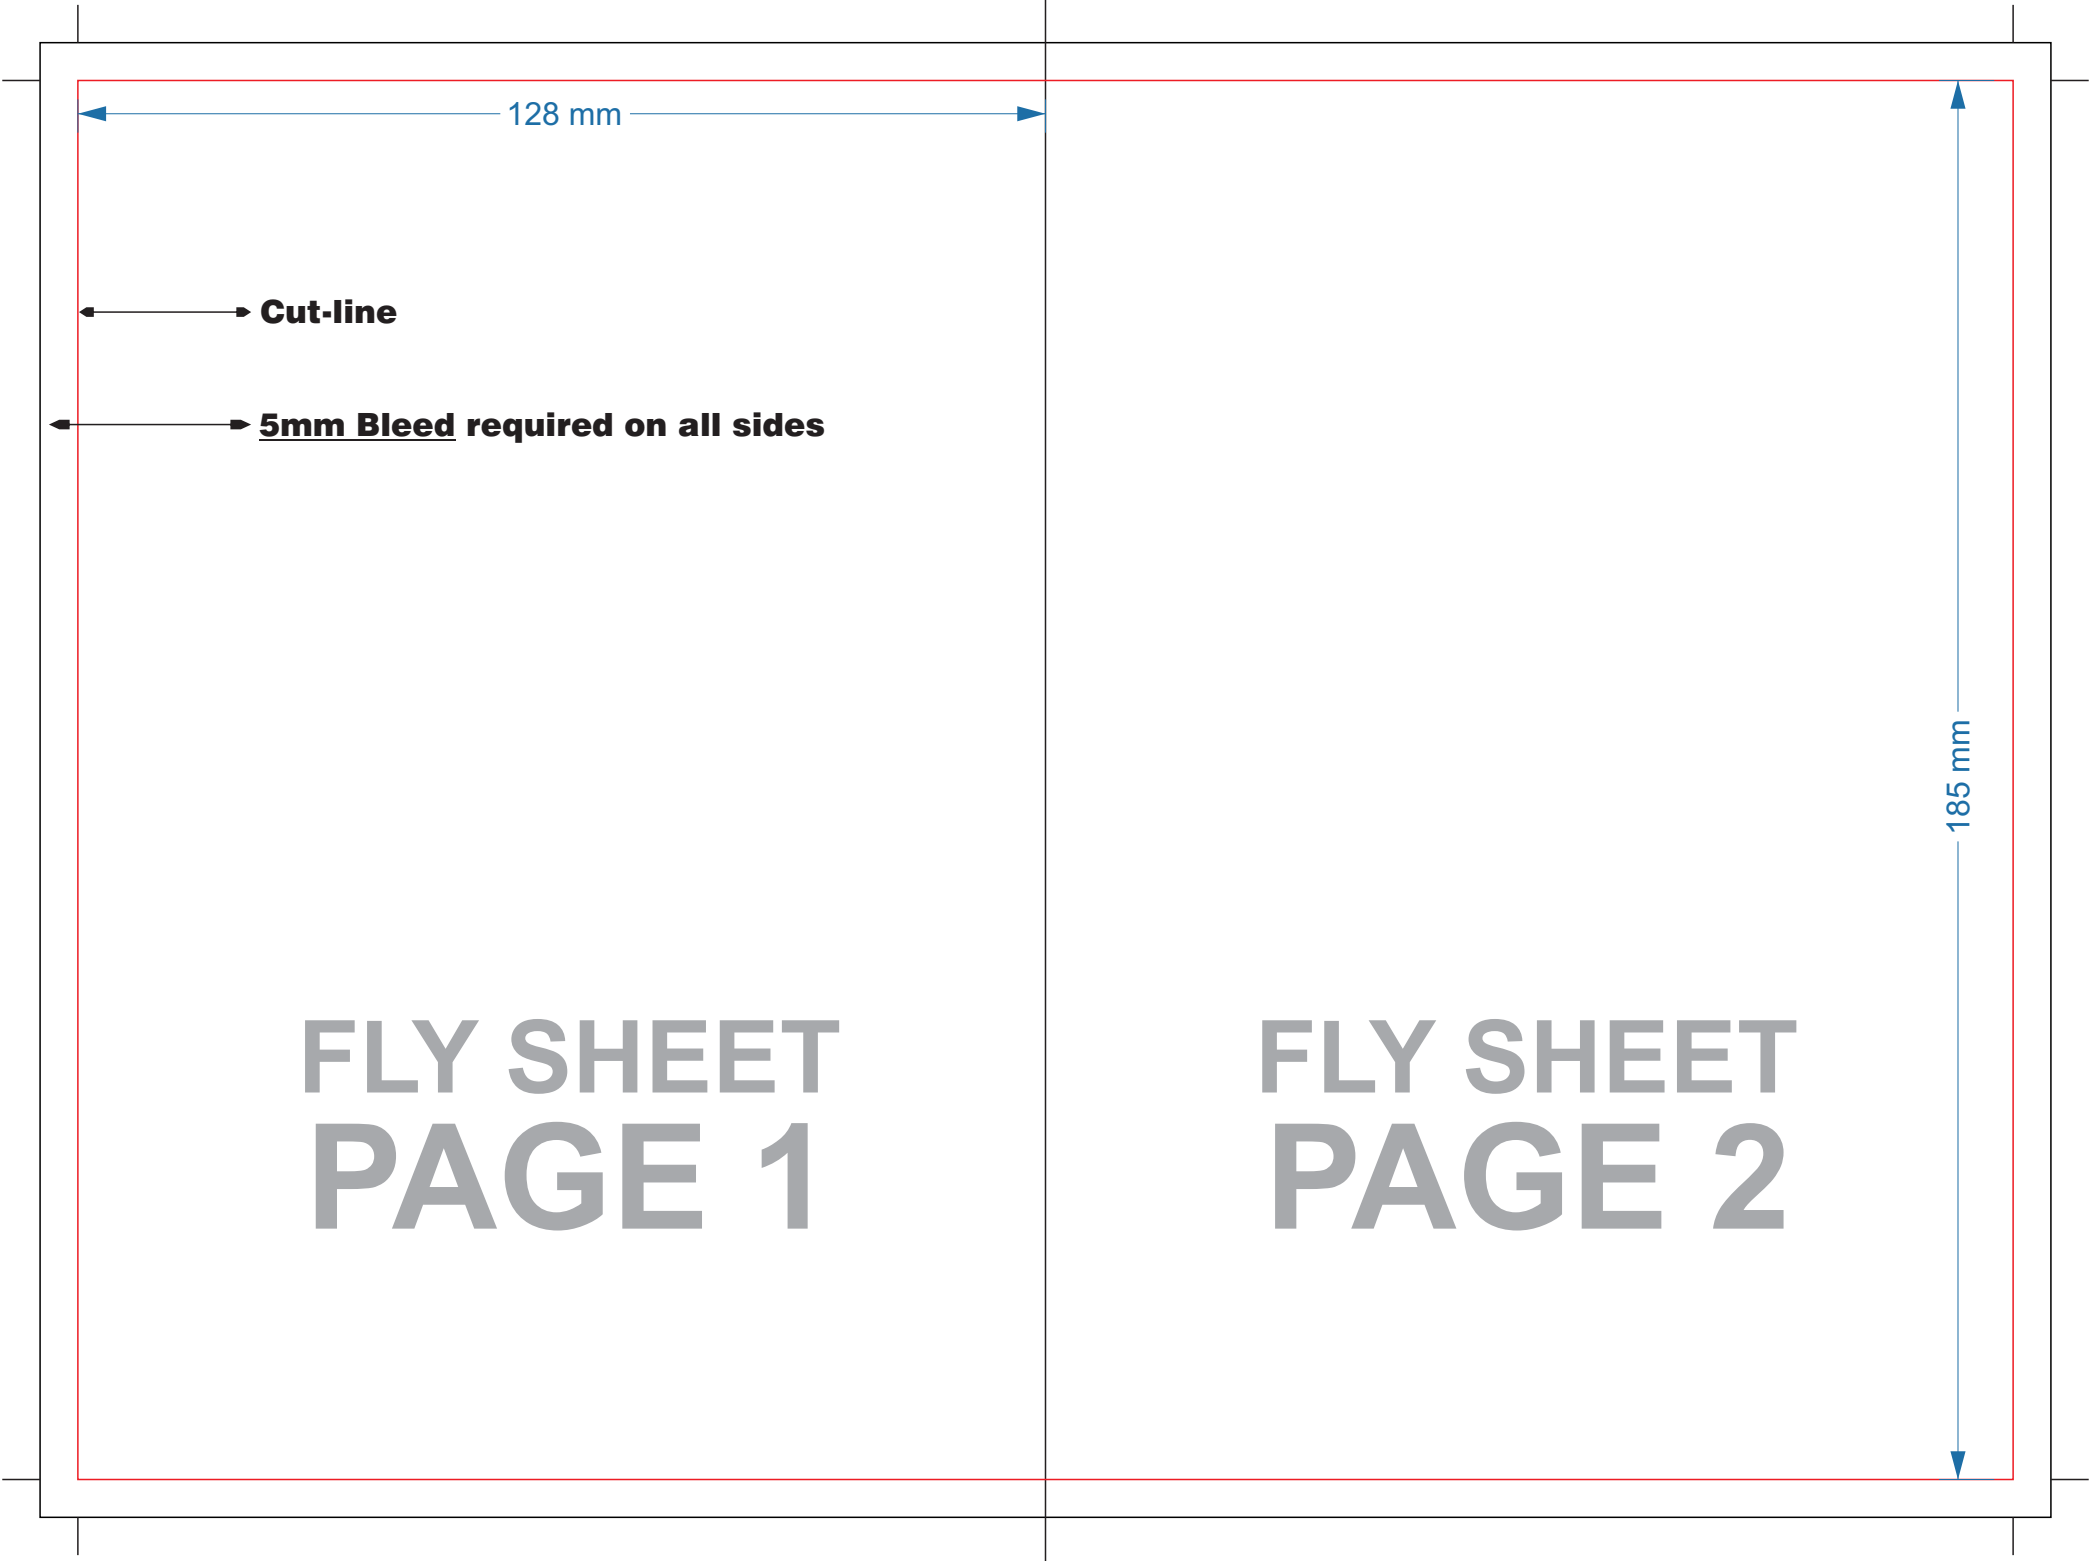 128 mm
Cut-line
5mm Bleed required on all sides
185 mm
FLY SHEET
PAGE 1
FLY SHEET
PAGE 2